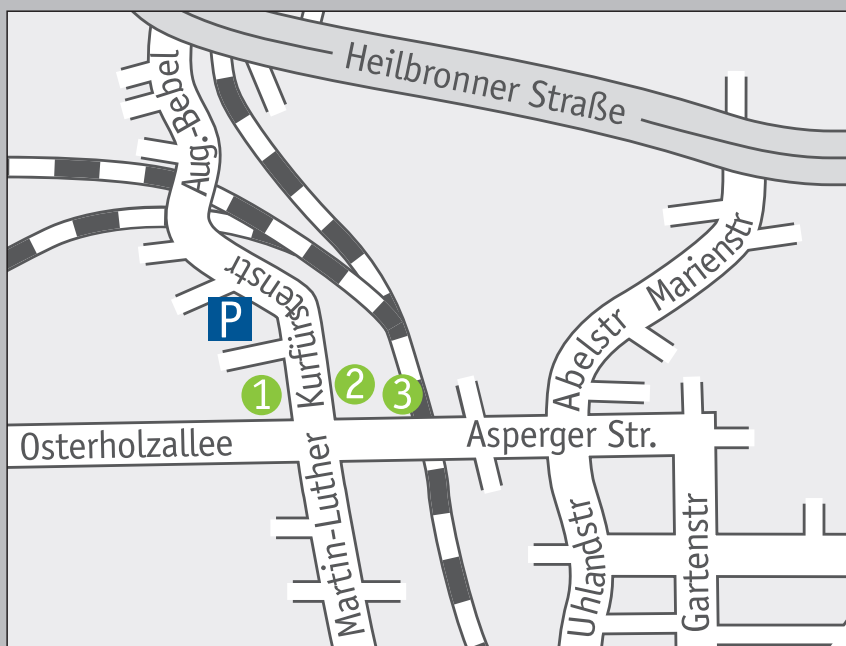 Heilbronner Straße
Aug.-Bebel
Marienstr
Kurfürstenstr
P
Abelstr
1
2
3
Osterholzallee
Asperger Str.
Martin-Luther
Uhlandstr
Gartenstr